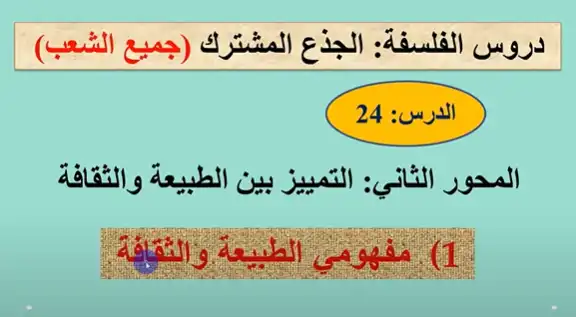 دروس الفلسفة: الجذع المشترك (جميع الشعب)
الدرس: 24
المحور الثاني: التمييز بين الطبيعة والثقافة
1) مفهومي الطبيعة والثقافة